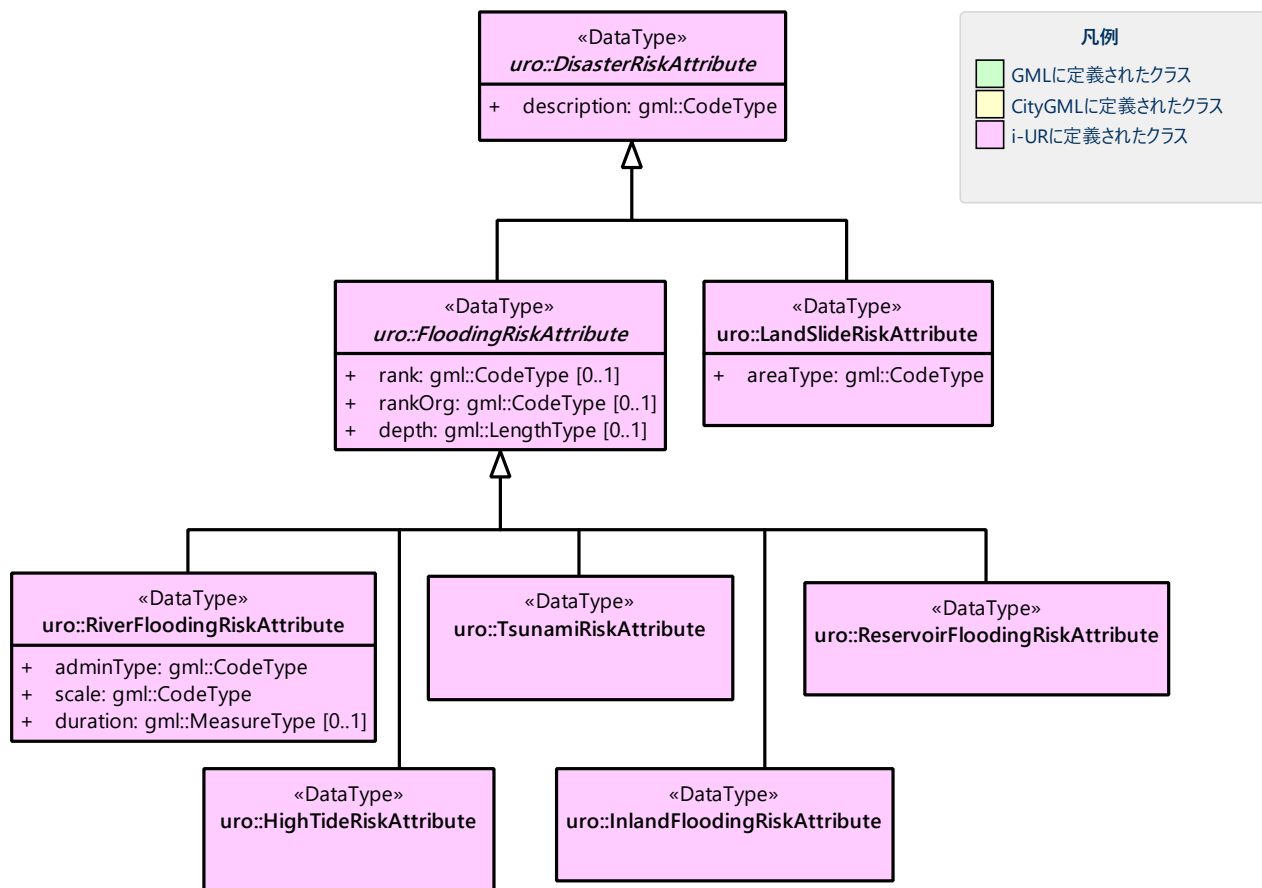 «DataType»
uro::DisasterRiskAttribute
+ description: gml::CodeType
凡例
GMLに定義されたクラス
CityGMLに定義されたクラス
i-URに定義されたクラス
«DataType»
uro::FloodingRiskAttribute
+ rank: gml::CodeType [0..1]
+ rankOrg: gml::CodeType [0..1]
+ depth: gml::LengthType [0..1]
«DataType»
uro::LandSlideRiskAttribute
+ areaType: gml::CodeType
«DataType»
uro::RiverFloodingRiskAttribute
+ adminType: gml::CodeType
+ scale: gml::CodeType
+ duration: gml::MeasureType [0..1]
«DataType»
uro::TsunamiRiskAttribute
«DataType»
uro::ReservoirFloodingRiskAttribute
«DataType»
uro::HighTideRiskAttribute
«DataType»
uro::InlandFloodingRiskAttribute